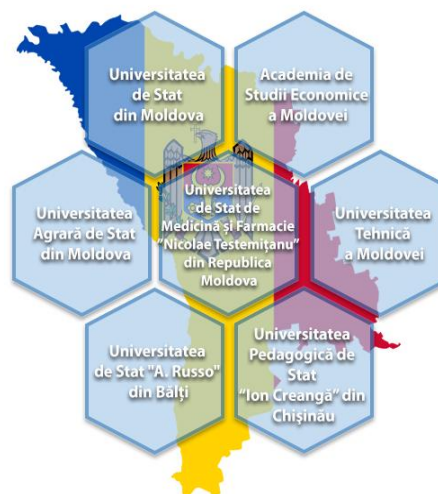 Universitatea
de Stat
din Moldova
Academia de
Studii Economice
a Moldovei
Universitatea
Agrară de Stat
din Moldova
Universitatea
de Stat de
Medicină și Farmacie
"Nicolae Testemițanu"
din Republica
Moldova
Universitatea
Tehnică
a Moldovei
Universitatea
de Stat "A. Russo"
din Bălți
Universitatea
Pedagogică de
Stat
"Ion Creangă" din
Chișinău